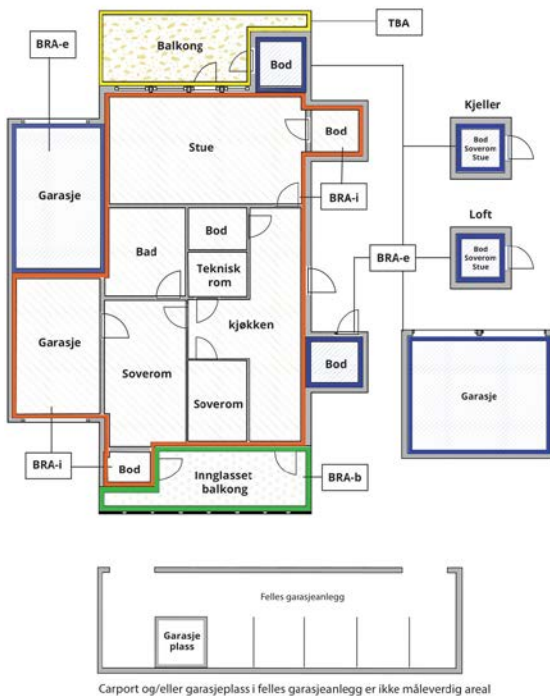 TBA
Balkong
BRA-e
Bod
Kjeller
Stue
Bod
Bod
Soverom
Stue
Garasje
BRA-i
Loft
Bad
Bod
BRA-e
Bod
Soverom
Stue
Teknisk
rom
Garasje
kjøkken
Bod
Garasje
Soverom
Soverom
BRA-i
Bod
Innglasset
balkong
BRA-b
Felles garasjeanlegg
Garasje
plass
Carport og/eller garasjeplass i felles garasjeanlegg er ikke måleverdig areal